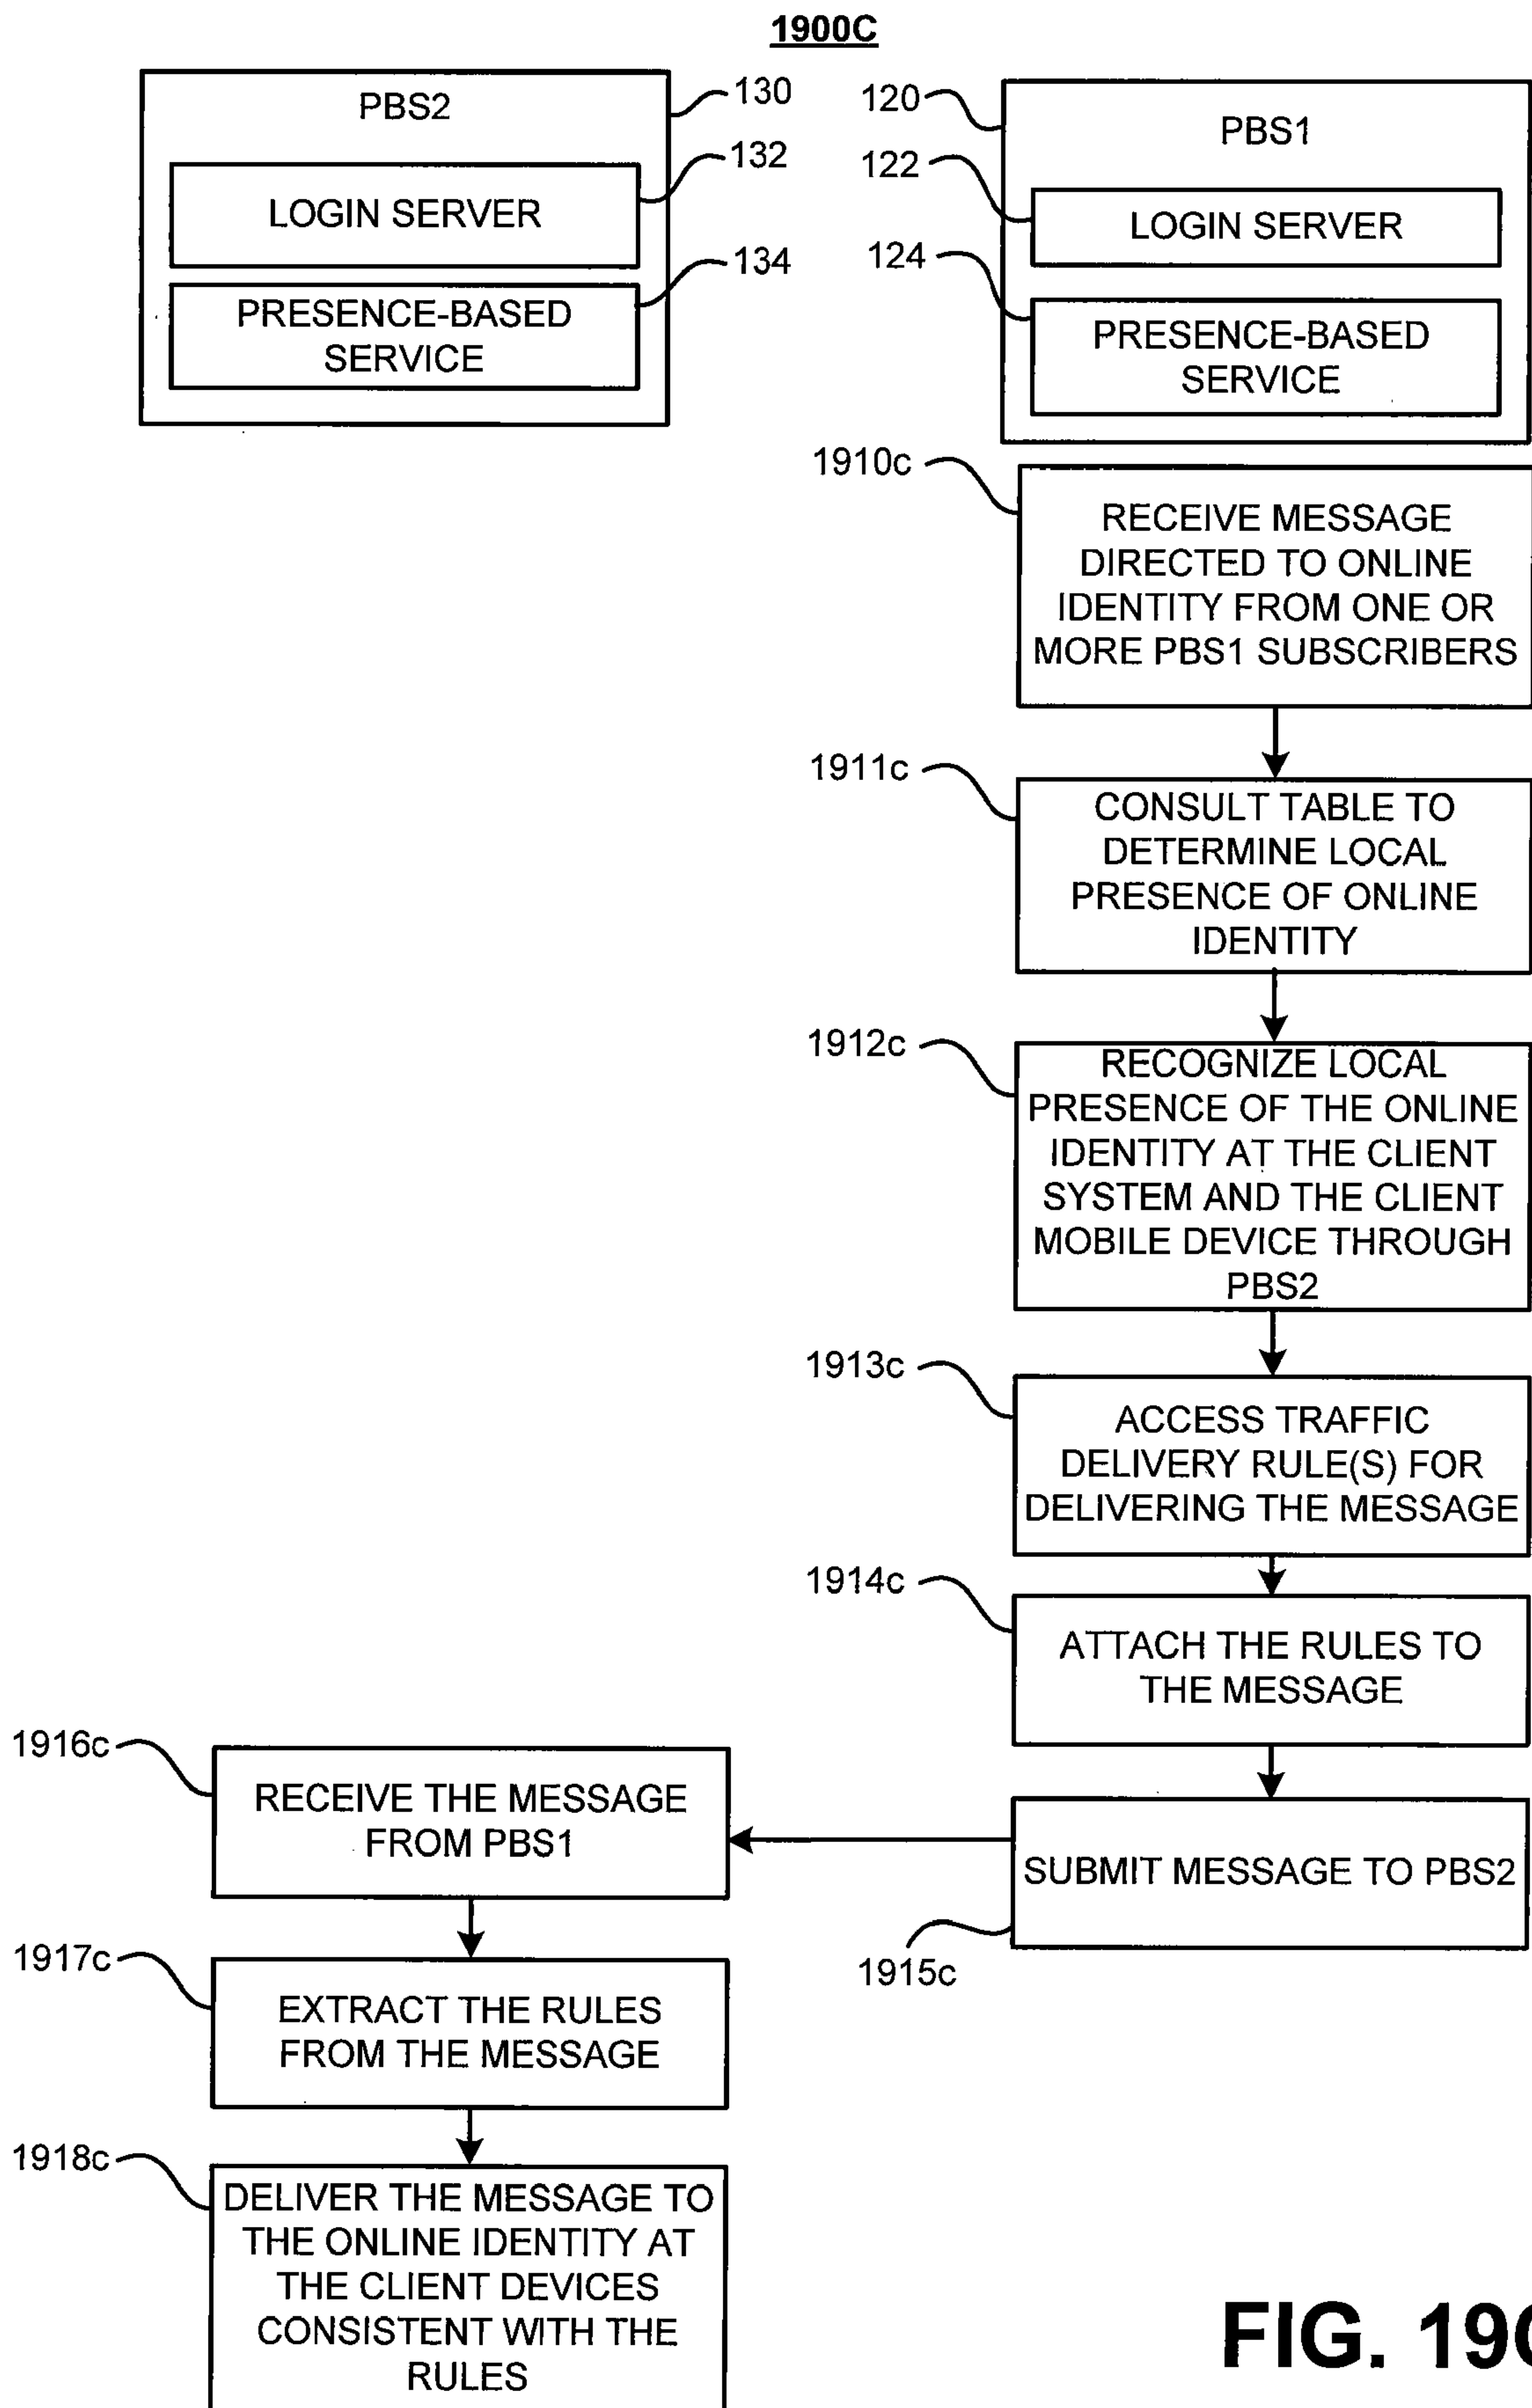 1900C
PBS2
130
LOGIN SERVER
132
PRESENCE-BASED
SERVICE
134
120
PBS1
122
LOGIN SERVER
124
PRESENCE-BASED
SERVICE
1910c
RECEIVE MESSAGE
DIRECTED TO ONLINE
IDENTITY FROM ONE OR
MORE PBS1 SUBSCRIBERS
1911c
CONSULT TABLE TO
DETERMINE LOCAL
PRESENCE OF ONLINE
IDENTITY
1912c
RECOGNIZE LOCAL
PRESENCE OF THE ONLINE
IDENTITY AT THE CLIENT
SYSTEM AND THE CLIENT
MOBILE DEVICE THROUGH
PBS2
1913c
ACCESS TRAFFIC
DELIVERY RULE(S) FOR
DELIVERING THE MESSAGE
1914c
ATTACH THE RULES TO
THE MESSAGE
SUBMIT MESSAGE TO PBS2
1915c
1916c
RECEIVE THE MESSAGE
FROM PBS1
1917c
EXTRACT THE RULES
FROM THE MESSAGE
1918c
DELIVER THE MESSAGE TO
THE ONLINE IDENTITY AT
THE CLIENT DEVICES
CONSISTENT WITH THE
RULES
FIG. 19C